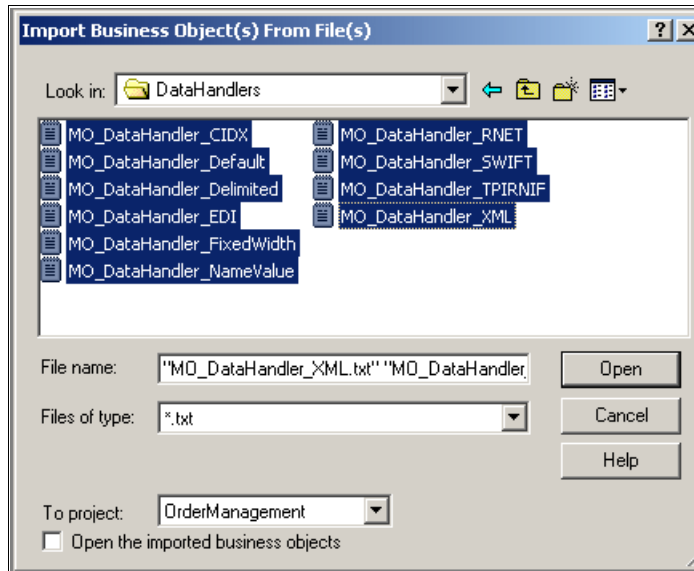 Import Business Object(s) From File(s)
Look in: DataHandlers
MO_DataHandler_CIDX
MO_DataHandler_Default
MO_DataHandler_Delimited
MO_DataHandler_EDI
MO_DataHandler_FixedWidth
MO_DataHandler_NameValue
MO_DataHandler_RNET
MO_DataHandler_SWIFT
MO_DataHandler_TPIRNIF
MO_DataHandler_XML
File name: "MO_DataHandler_XML.txt" "MO_DataHandler_ Open
Files of type: *.txt Cancel
Help
To project: OrderManagement
Open the imported business objects